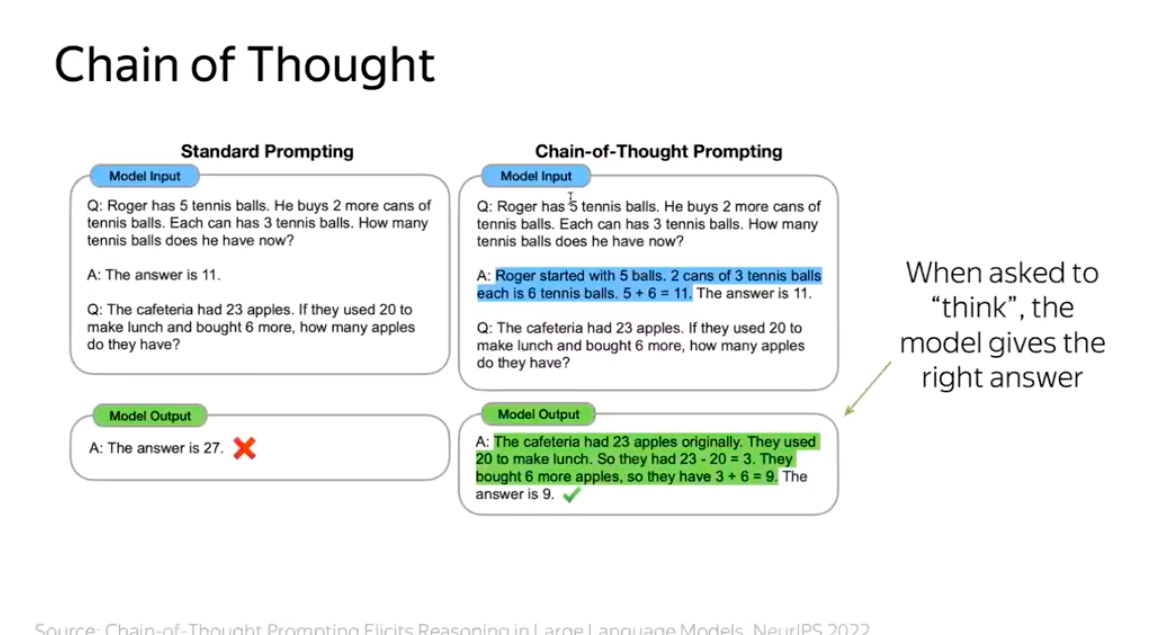 Chain of Thought
Standard Prompting
Model Input
Q: Roger has 5 tennis balls. He buys 2 more cans of
tennis balls. Each can has 3 tennis balls. How many
tennis balls does he have now?
A: The answer is 11.
Q: The cafeteria had 23 apples. If they used 20 to
make lunch and bought 6 more, how many apples
do they have?
Model Output
A: The answer is 27.
Chain-of-Thought Prompting
Model Input
Q: Roger has 5 tennis balls. He buys 2 more cans of
tennis balls. Each can has 3 tennis balls. How many
tennis balls does he have now?
A: Roger started with 5 balls. 2 cans of 3 tennis balls
each is 6 tennis balls. 5 + 6 = 11. The answer is 11.
Q: The cafeteria had 23 apples. If they used 20 to
make lunch and bought 6 more, how many apples
do they have?
Model Output
A: The cafeteria had 23 apples originally. They used
20 to make lunch. So they had 23 - 20 = 3. They
bought 6 more apples, so they have 3 + 6 = 9. The
answer is 9.
When asked to
“think”, the
model gives the
right answer
Source: Chain-of-Thought Prompting Elicits Reasoning in Large Language Models, NeurIPS 2022